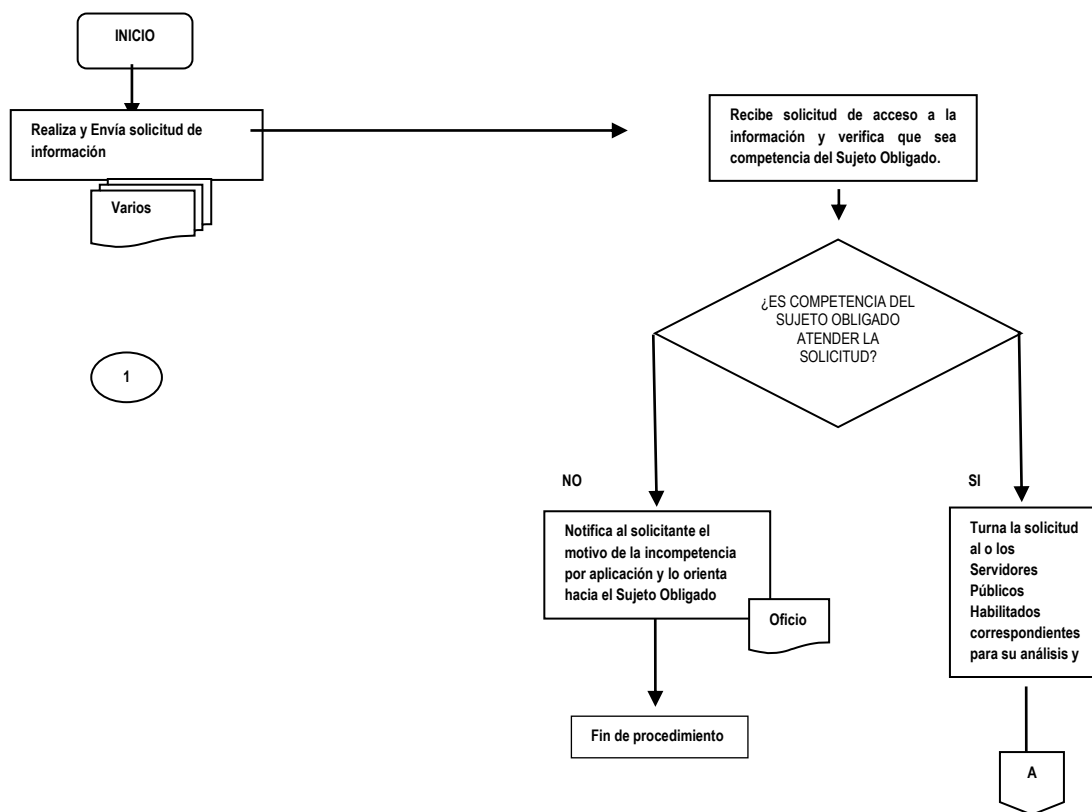 INICIO
Realiza y Envía solicitud de
información
Varios
Recibe solicitud de acceso a la
información y verifica que sea
competencia del Sujeto Obligado.
¿ES COMPETENCIA DEL
SUJETO OBLIGADO
ATENDER LA
SOLICITUD?
1
NO
SI
Notifica al solicitante el
motivo de la incompetencia
por aplicación y lo orienta
hacia el Sujeto Obligado
Oficio
Turna la solicitud
al o los
Servidores
Públicos
Habilitados
correspondientes
para su análisis y
Fin de procedimiento
A